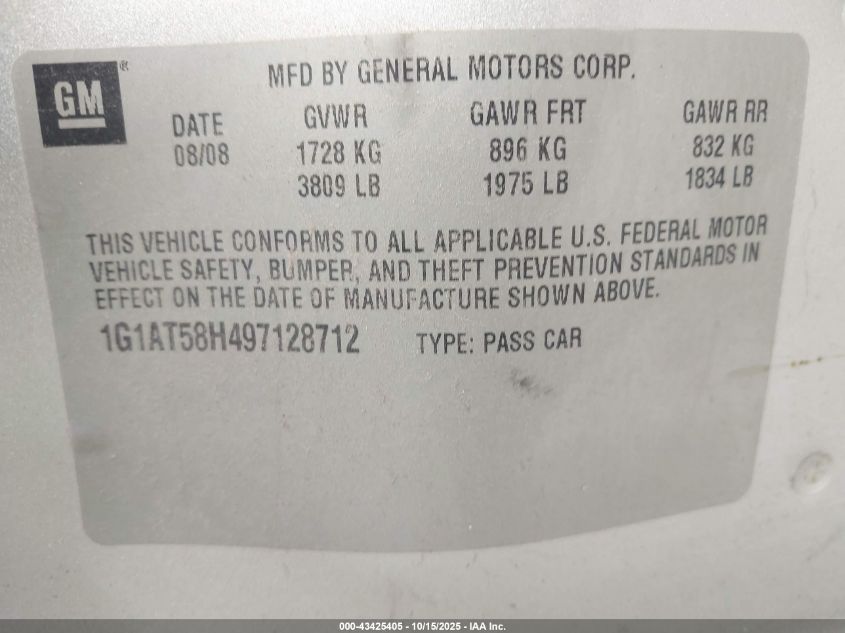 GM®
MFD BY GENERAL MOTORS CORP.
DATE GVWR GAWR FRT GAWR RR
08/08 1728 KG 896 KG 832 KG
3809 LB 1975 LB 1834 LB
THIS VEHICLE CONFORMS TO ALL APPLICABLE U.S. FEDERAL MOTOR
VEHICLE SAFETY, BUMPER, AND THEFT PREVENTION STANDARDS IN
EFFECT ON THE DATE OF MANUFACTURE SHOWN ABOVE.
1G1AT58H497128712 TYPE: PASS CAR
000-43425405 - 10/15/2025 - IAA Inc.